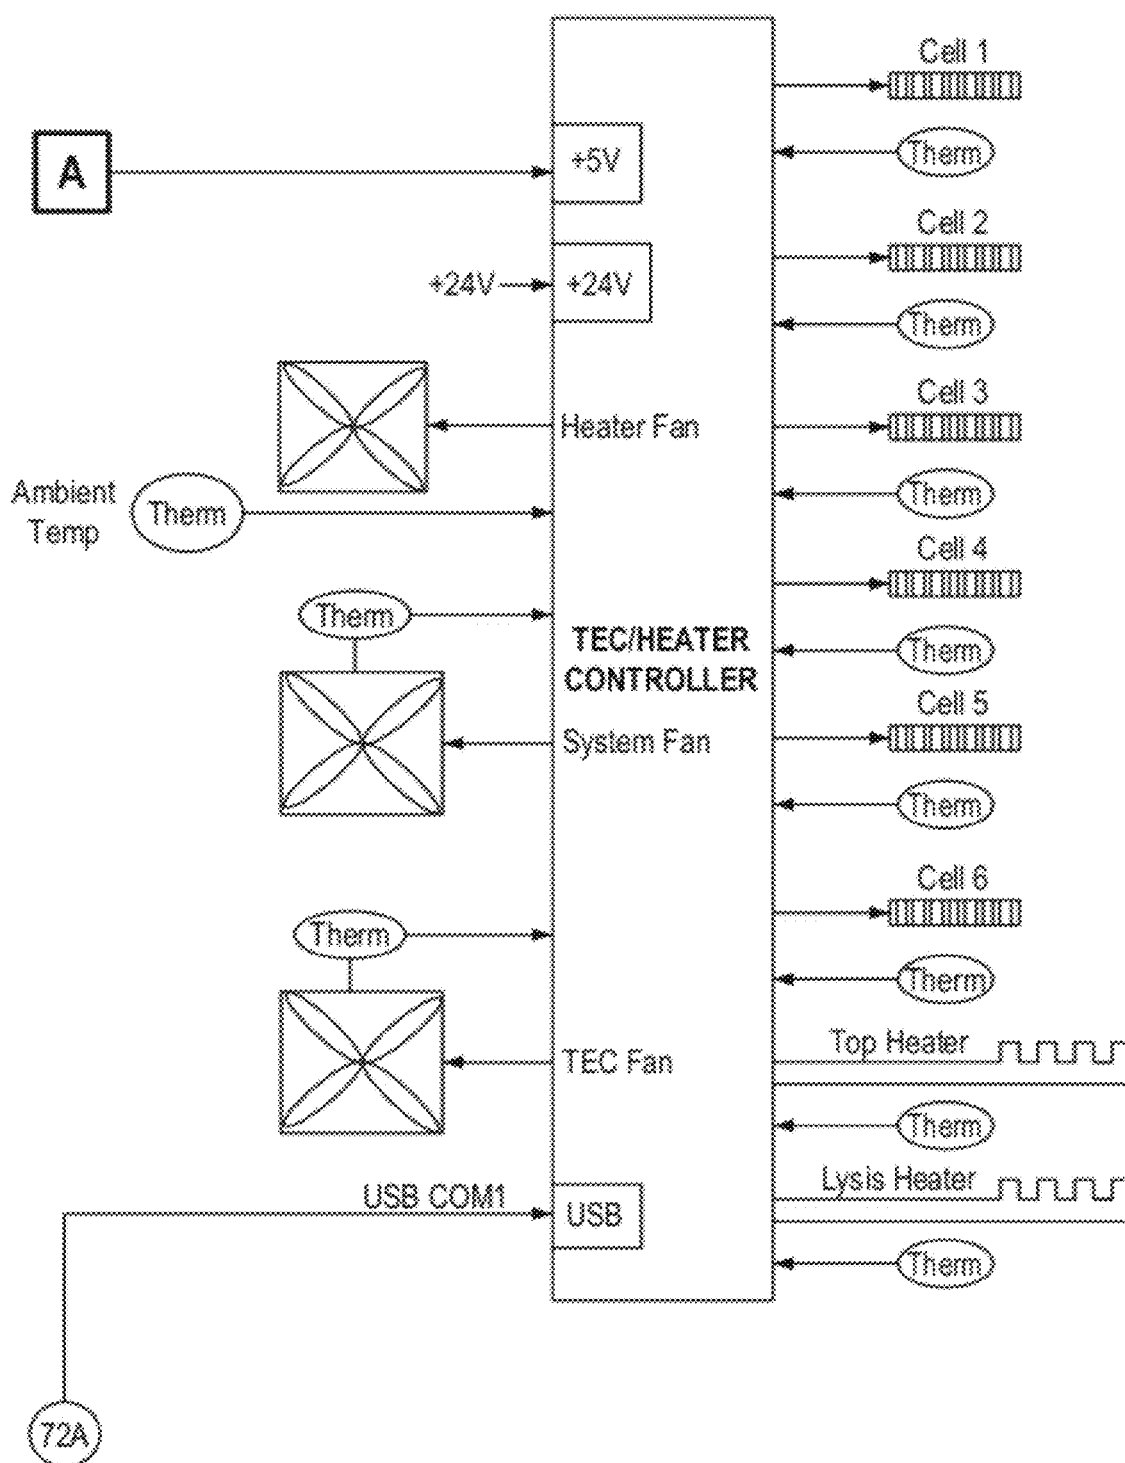 Cell 1
A
+5V
Therm
Cell 2
+24V
+24V
Therm
Heater Fan
Cell 3
Ambient
Temp
Therm
Therm
Cell 4
Therm
TEC/HEATER
CONTROLLER
Therm
Cell 5
System Fan
Therm
Cell 6
Therm
Therm
Top Heater
TEC Fan
Therm
Lysis Heater
USB COM1
USB
Therm
72A